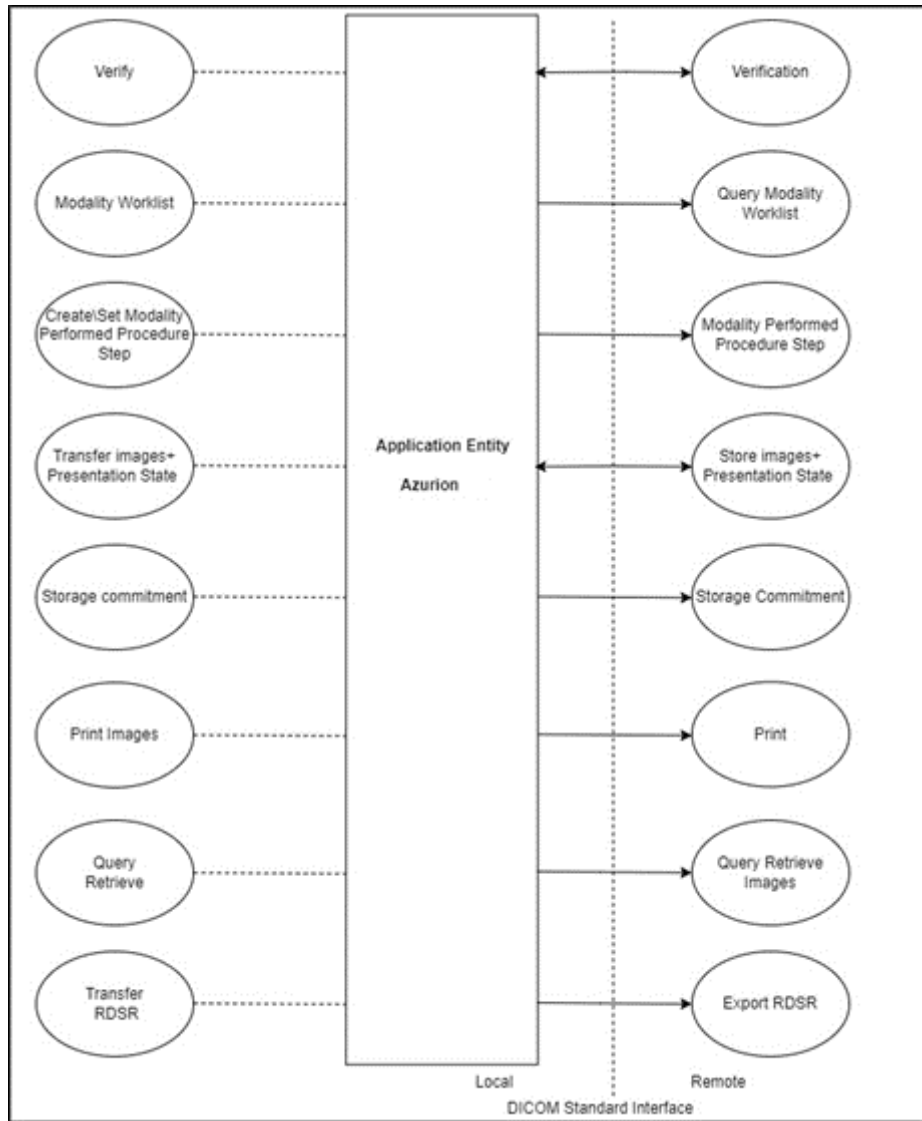 Verify
Verification
Modality Worklist
Query Modality
Worklist
Create\Set Modality
Performed Procedure
Step
Modality Performed
Procedure Step
Application Entity
Azurion
Transfer images+
Presentation State
Store images+
Presentation State
Storage commitment
Storage Commitment
Print Images
Print
Query
Retrieve
Query Retrieve
Images
Transfer
RDSR
Export RDSR
Local
Remote
DICOM Standard Interface